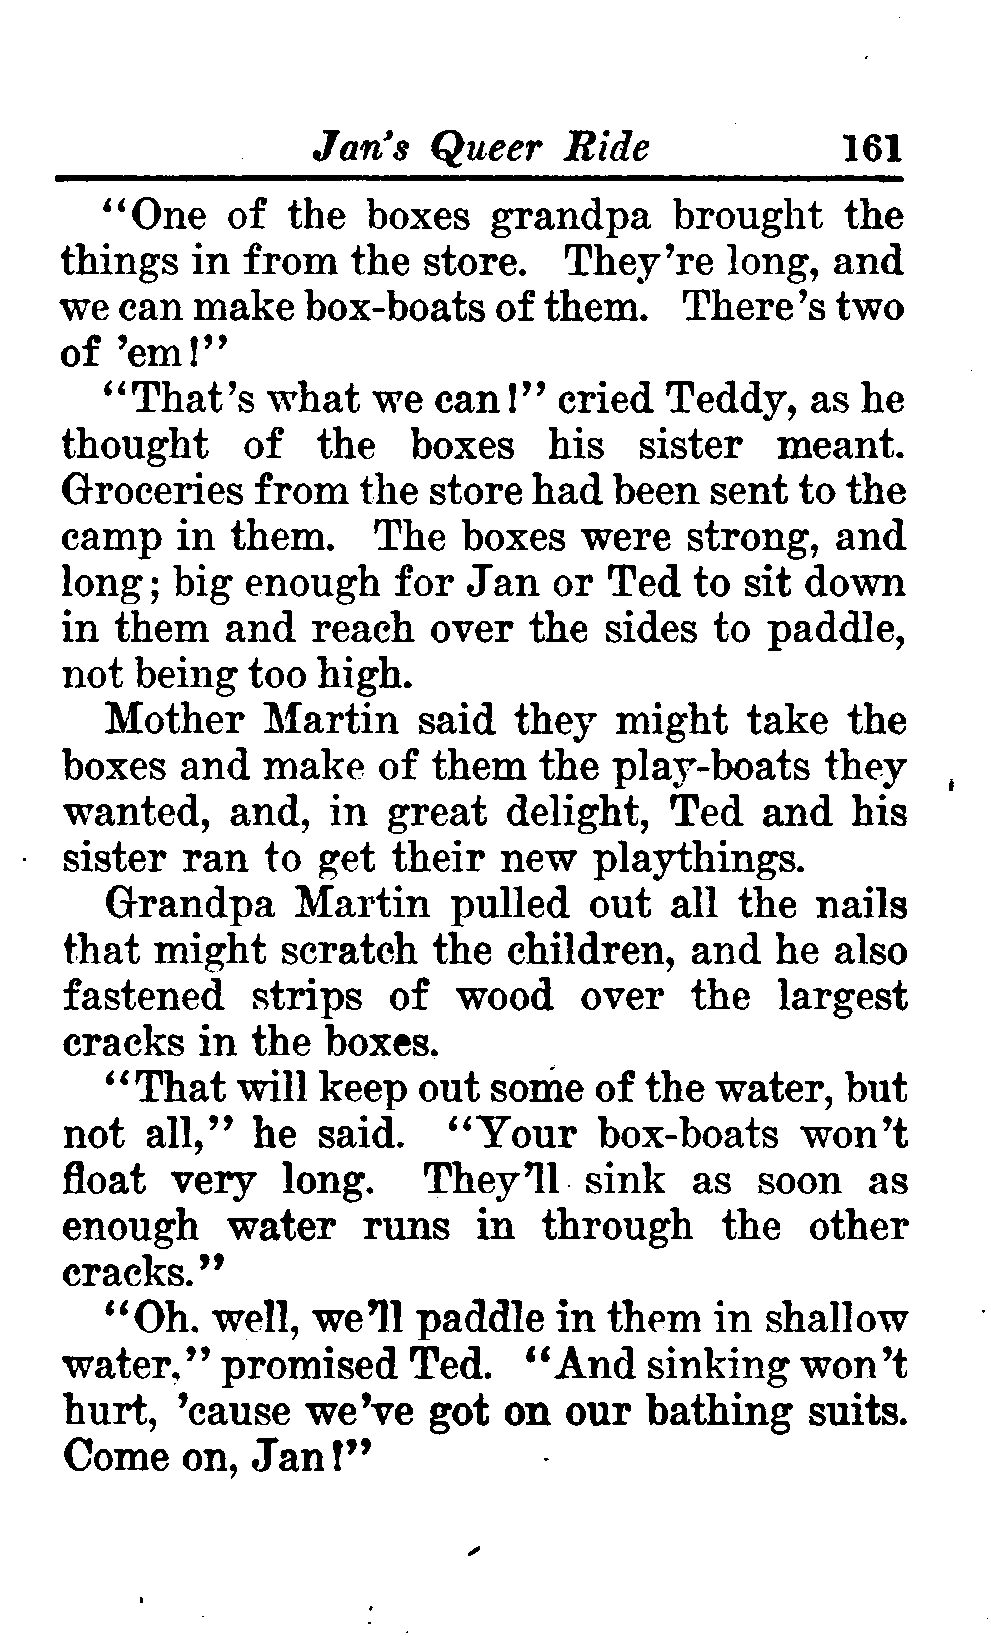 Jan's Queer Ride 161
"One of the boxes grandpa brought the
things in from the store. They're long, and
we can make box-boats of them. There's two
of 'em!"
"That's what we can!" cried Teddy, as he
thought of the boxes his sister meant.
Groceries from the store had been sent to the
camp in them. The boxes were strong, and
long; big enough for Jan or Ted to sit down
in them and reach over the sides to paddle,
not being too high.
Mother Martin said they might take the
boxes and make of them the play-boats they
wanted, and, in great delight, Ted and his
sister ran to get their new playthings.
Grandpa Martin pulled out all the nails
that might scratch the children, and he also
fastened strips of wood over the largest
cracks in the boxes.
"That will keep out some of the water, but
not all," he said. "Your box-boats won't
float very long. They'll sink as soon as
enough water runs in through the other
cracks."
"Oh. well, we'll paddle in them in shallow
water," promised Ted. "And sinking won't
hurt, 'cause we've got on our bathing suits.
Come on, Jan!"